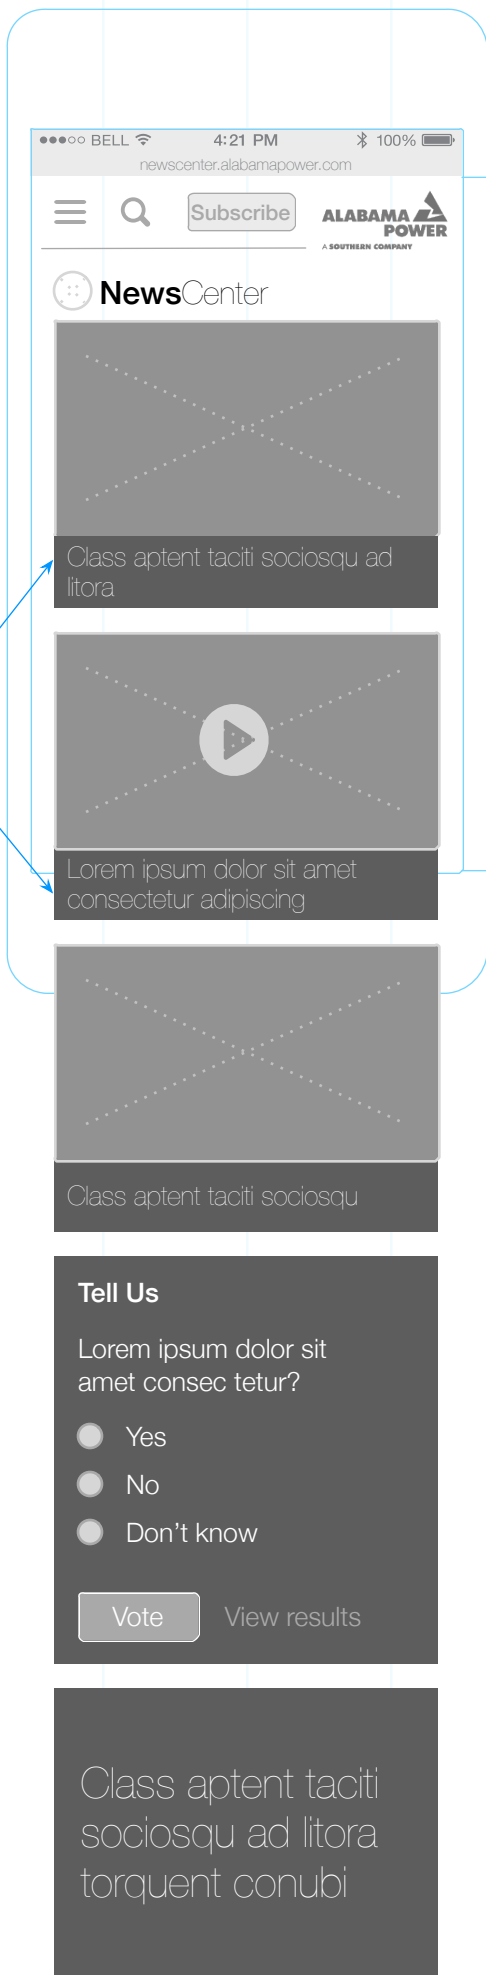 BELL 4:21 PM 100%
newscenter.alabamapower.com
Subscribe
ALABAMA
POWER
A SOUTHERN COMPANY
NewsCenter
Class aptent taciti sociosqu ad
litora
Lorem ipsum dolor sit amet
consectetur adipiscing
Class aptent taciti sociosqu
Tell Us
Lorem ipsum dolor sit
amet consec tetur?
Yes
No
Don’t know
Vote View results
Class aptent taciti
sociosqu ad litora
torquent conubi